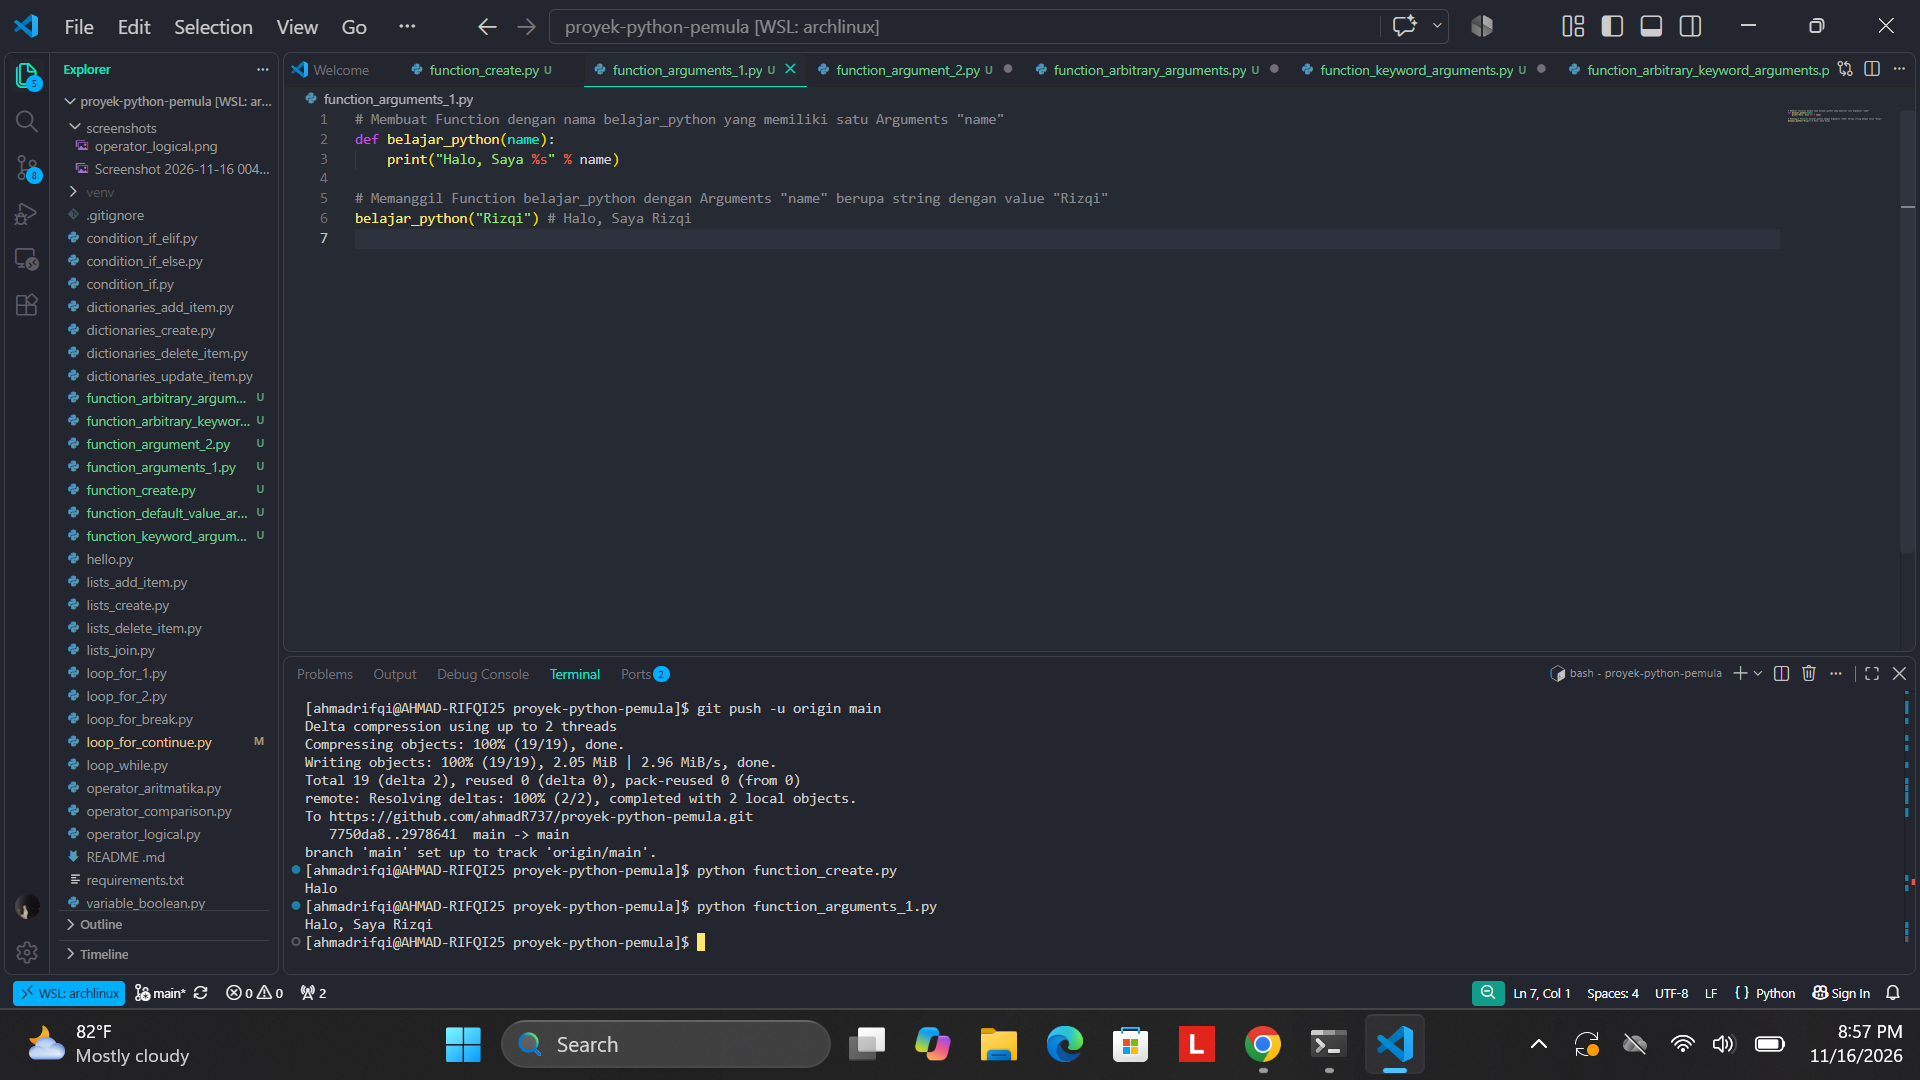 File Edit Selection View Go
proyek-python-pemula [WSL: archlinux]
Explorer
5
8
proyek-python-pemula [WSL: ar...
screenshots
operator_logical.png
Screenshot 2026-11-16 004...
venv
.gitignore
condition_if_elif.py
condition_if_else.py
condition_if.py
dictionaries_add_item.py
dictionaries_create.py
dictionaries_delete_item.py
dictionaries_update_item.py
function_arbitrary_argum... U
function_arbitrary_keywor... U
function_argument_2.py U
function_arguments_1.py U
function_create.py U
function_default_value_ar... U
function_keyword_argum... U
hello.py
lists_add_item.py
lists_create.py
lists_delete_item.py
lists_join.py
loop_for_1.py
loop_for_2.py
loop_for_break.py
loop_for_continue.py M
loop_while.py
operator_aritmatika.py
operator_comparison.py
operator_logical.py
README .md
requirements.txt
variable_boolean.py
Outline
Timeline
Welcome function_create.py U function_arguments_1.py U function_argument_2.py U function_arbitrary_arguments.py U function_keyword_arguments.py U function_arbitrary_keyword_arguments.p
function_arguments_1.py
1 # Membuat Function dengan nama belajar_python yang memiliki satu Arguments "name"
2 def belajar_python(name):
3 print("Halo, Saya %s" % name)
4
5 # Memanggil Function belajar_python dengan Arguments "name" berupa string dengan value "Rizqi"
6 belajar_python("Rizqi") # Halo, Saya Rizqi
7
Problems Output Debug Console Terminal Ports 2
bash - proyek-python-pemula
[ahmadrifqi@AHMAD-RIFQI25 proyek-python-pemula]$ git push -u origin main
Delta compression using up to 2 threads
Compressing objects: 100% (19/19), done.
Writing objects: 100% (19/19), 2.05 MiB | 2.96 MiB/s, done.
Total 19 (delta 2), reused 0 (delta 0), pack-reused 0 (from 0)
remote: Resolving deltas: 100% (2/2), completed with 2 local objects.
To https://github.com/ahmadR737/proyek-python-pemula.git
7750da8..2978641 main -> main
branch 'main' set up to track 'origin/main'.
[ahmadrifqi@AHMAD-RIFQI25 proyek-python-pemula]$ python function_create.py
Halo
[ahmadrifqi@AHMAD-RIFQI25 proyek-python-pemula]$ python function_arguments_1.py
Halo, Saya Rizqi
[ahmadrifqi@AHMAD-RIFQI25 proyek-python-pemula]$
WSL: archlinux main* 0 0 2
Ln 7, Col 1 Spaces: 4 UTF-8 LF { } Python Sign In
82°F
Mostly cloudy
Search
L
8:57 PM
11/16/2026